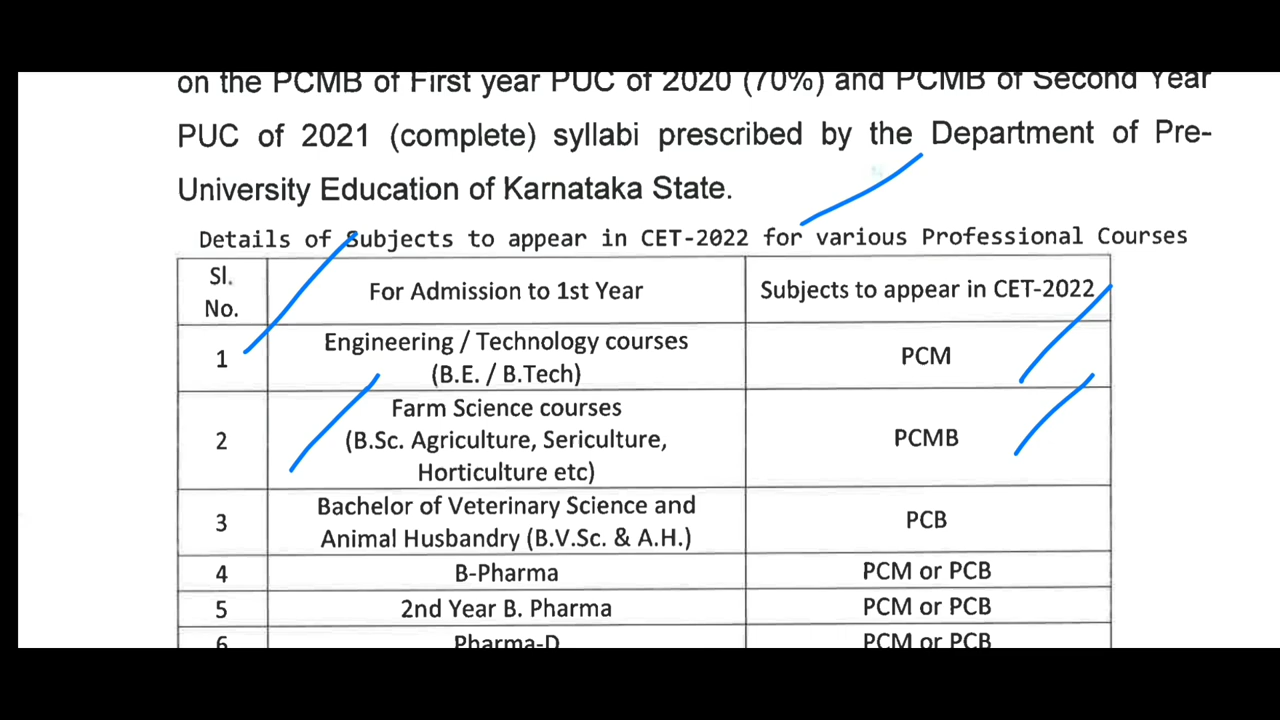 on the PCMB of First year PUC of 2020 (70%) and PCMB of Second Year
PUC of 2021 (complete) syllabi prescribed by the Department of Pre-
University Education of Karnataka State.
Details of Subjects to appear in CET-2022 for various Professional Courses
Sl. No. For Admission to 1st Year Subjects to appear in CET-2022
1 Engineering / Technology courses PCM
(B.E. / B.Tech)
2 Farm Science courses PCMB
(B.Sc. Agriculture, Sericulture,
Horticulture etc)
3 Bachelor of Veterinary Science and PCB
Animal Husbandry (B.V.Sc. & A.H.)
4 B-Pharma PCM or PCB
5 2nd Year B. Pharma PCM or PCB
6 Pharma-D PCM or PCB